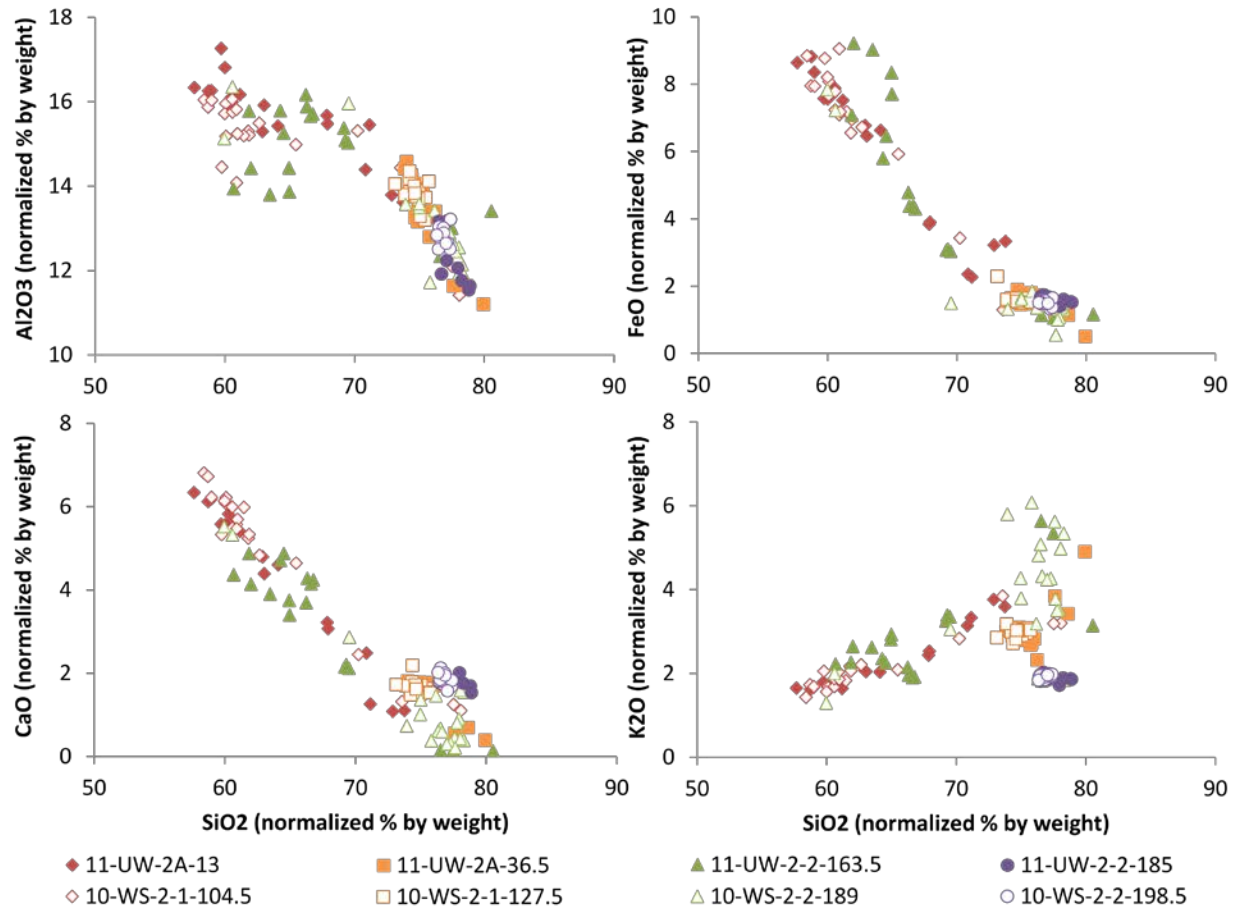 18
16
14
12
10
50 60 70 80 90
Al2O3 (normalized % by weight)
10
8
6
4
2
0
50 60 70 80 90
FeO (normalized % by weight)
8
6
4
2
0
50 60 70 80 90
CaO (normalized % by weight)
SiO2 (normalized % by weight)
8
6
4
2
0
50 60 70 80 90
K2O (normalized % by weight)
SiO2 (normalized % by weight)
11-UW-2A-13 11-UW-2A-36.5 11-UW-2-2-163.5 11-UW-2-2-185
10-WS-2-1-104.5 10-WS-2-1-127.5 10-WS-2-2-189 10-WS-2-2-198.5